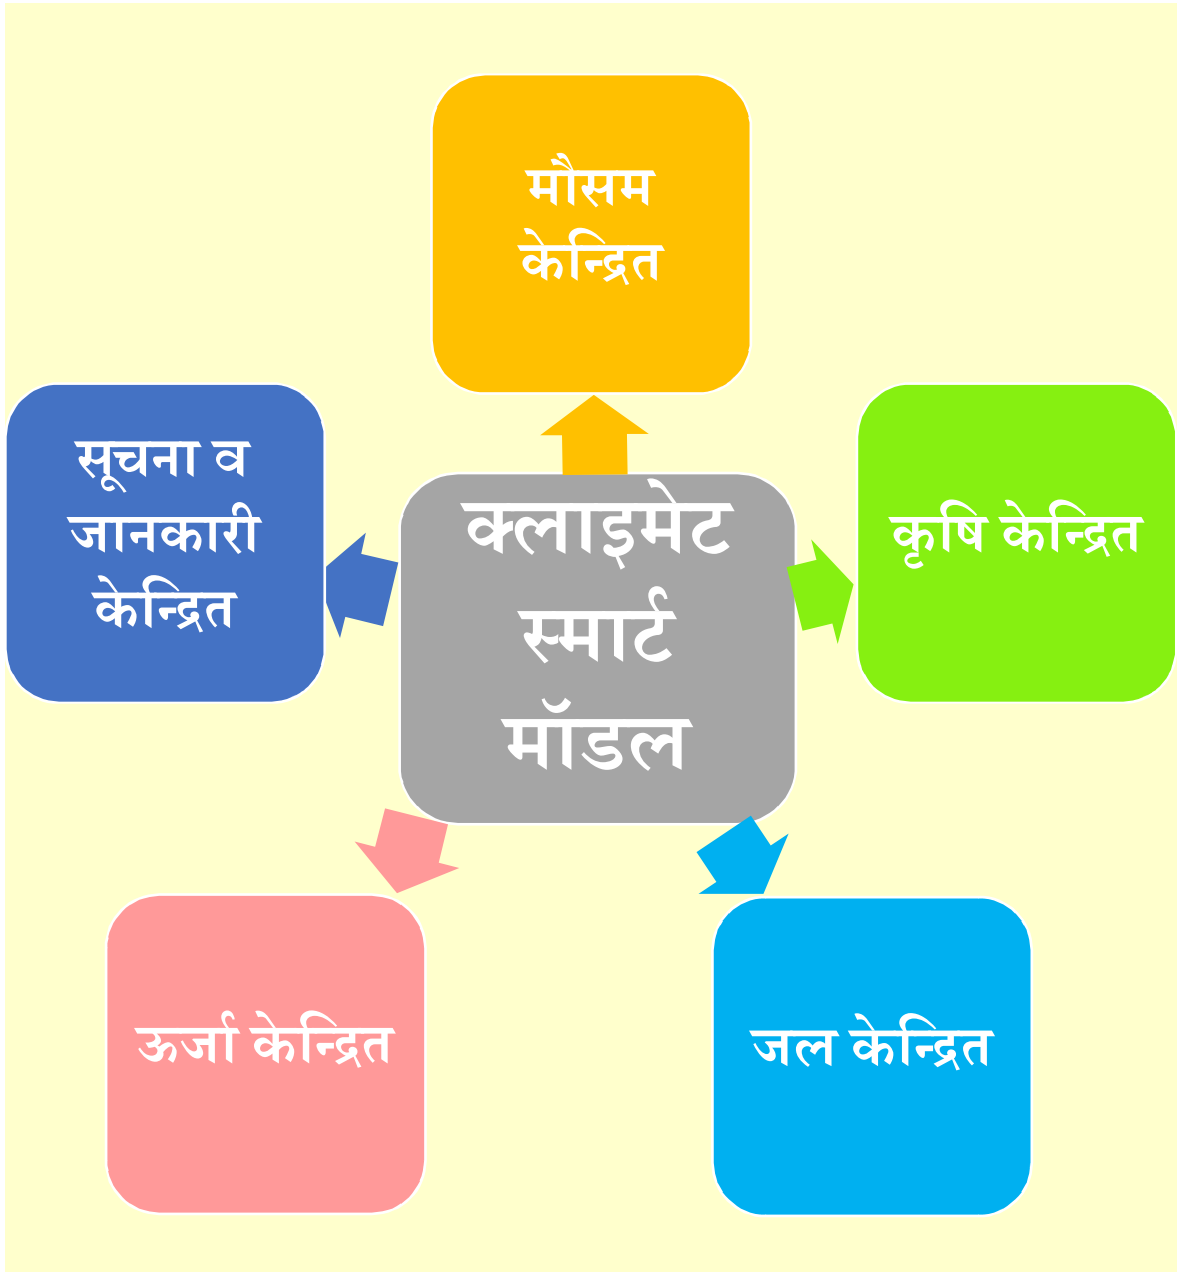 मौसम
केन्द्रित
सूचना व
जानकारी
केन्द्रित
क्लाइमेट
स्मार्ट
मॉडल
कृषि केन्द्रित
ऊर्जा केन्द्रित
जल केन्द्रित